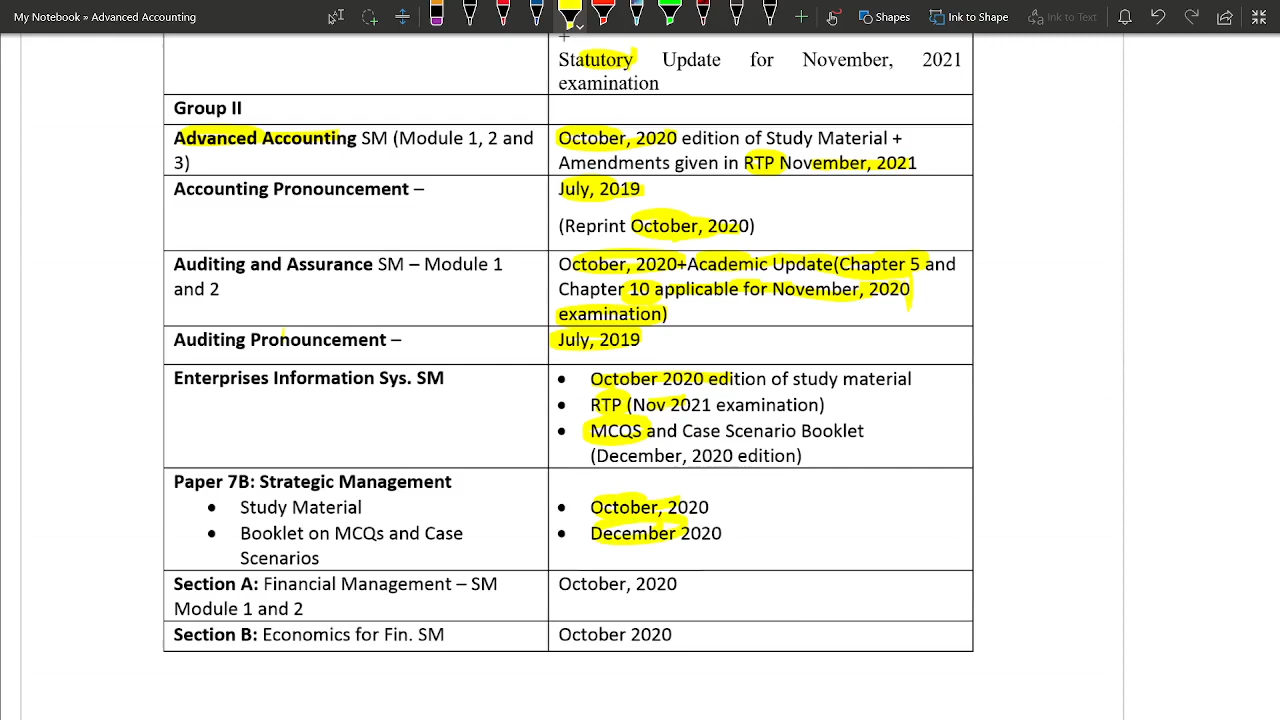 My Notebook » Advanced Accounting
Shapes
Ink to Shape
Ink to Text
+
Statutory Update for November, 2021
examination
Group II
Advanced Accounting SM (Module 1, 2 and
3)
October, 2020 edition of Study Material +
Amendments given in RTP November, 2021
Accounting Pronouncement –
July, 2019
(Reprint October, 2020)
Auditing and Assurance SM – Module 1
and 2
October, 2020+Academic Update(Chapter 5 and
Chapter 10 applicable for November, 2020
examination)
Auditing Pronouncement –
July, 2019
Enterprises Information Sys. SM
• October 2020 edition of study material
• RTP (Nov 2021 examination)
• MCQS and Case Scenario Booklet
(December, 2020 edition)
Paper 7B: Strategic Management
• Study Material
• Booklet on MCQs and Case
Scenarios
• October, 2020
• December 2020
Section A: Financial Management – SM
Module 1 and 2
October, 2020
Section B: Economics for Fin. SM
October 2020